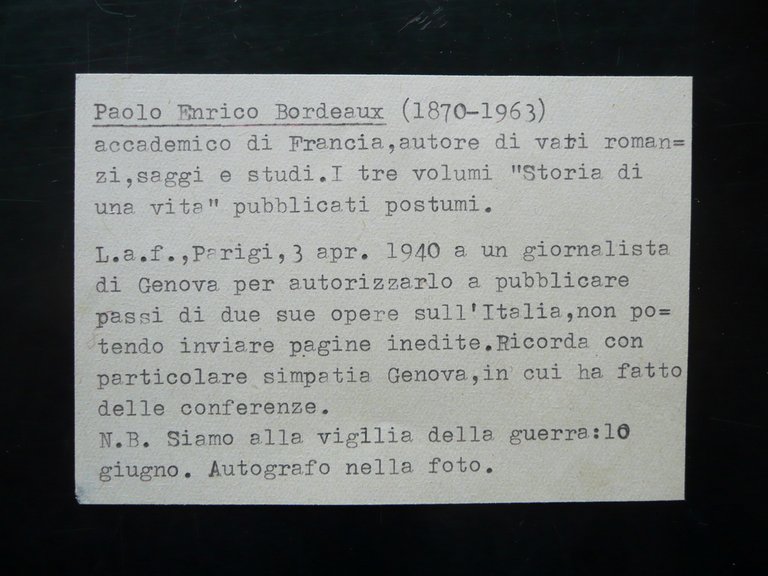 Paolo Enrico Bordeaux (1870-1963)
accademico di Francia,autore di vari roman=
zi,saggi e studi.I tre volumi "Storia di
una vita" pubblicati postumi.
L.a.f.,Parigi,3 apr. 1940 a un giornalista
di Genova per autorizzarlo a pubblicare
passi di due sue opere sull'Italia,non po=
tendo inviare pagine inedite.Ricorda con
particolare simpatia Genova,in cui ha fatto
delle conferenze.
N.B. Siamo alla vigilia della guerra:10
giugno. Autografo nella foto.